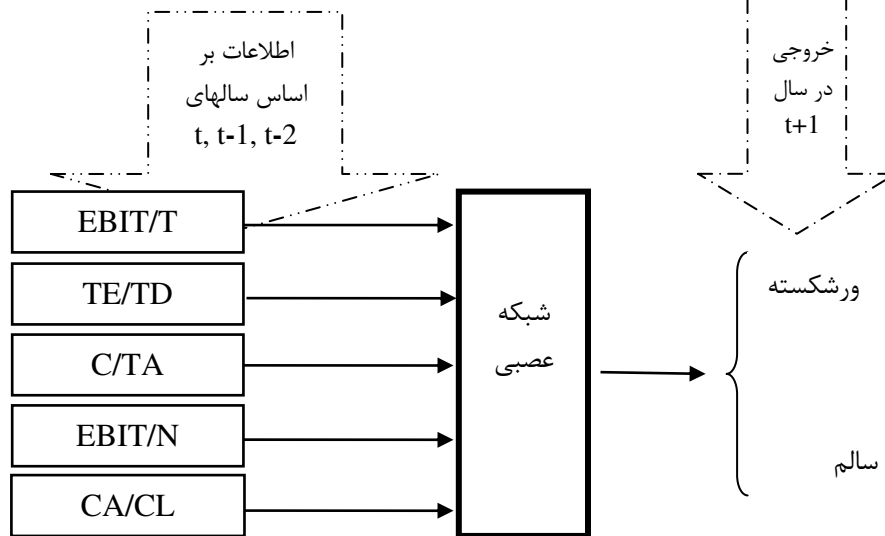 اطلاعات بر
اساس سالهای
t, t-1, t-2
خروجی
در سال
t+1
EBIT/T
TE/TD
C/TA
EBIT/N
CA/CL
شبکه
عصبی
ورشکسته
سالم